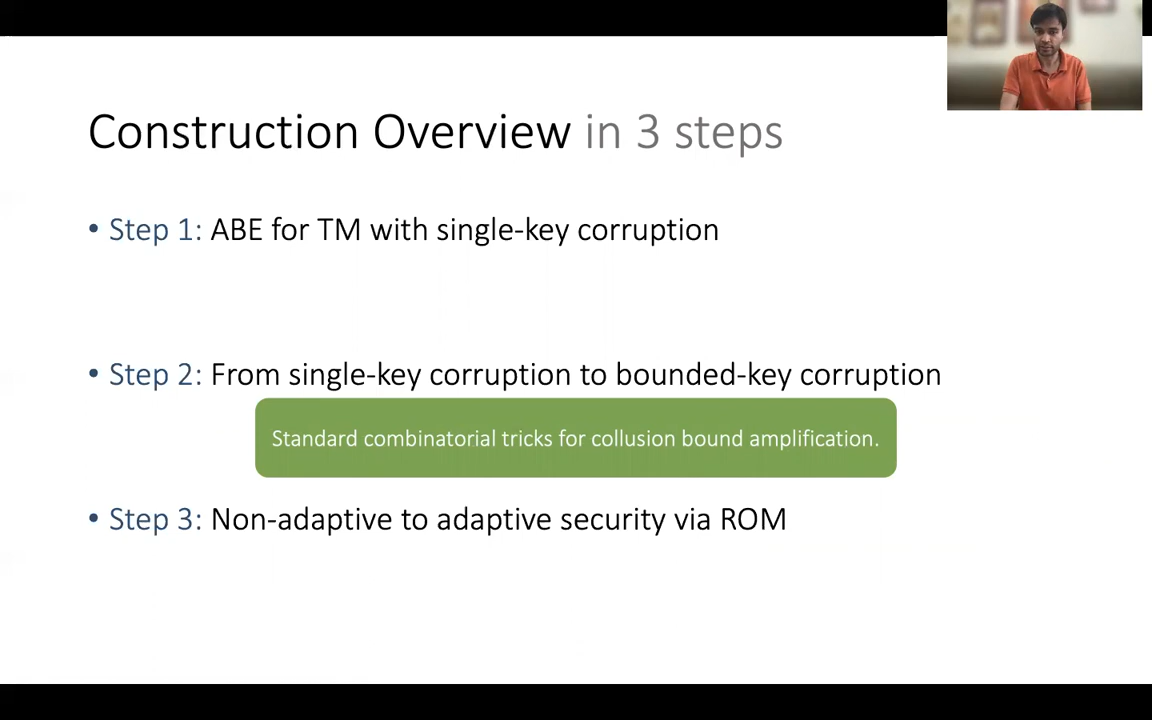 Construction Overview in 3 steps
• Step 1: ABE for TM with single-key corruption
• Step 2: From single-key corruption to bounded-key corruption
Standard combinatorial tricks for collusion bound amplification.
• Step 3: Non-adaptive to adaptive security via ROM